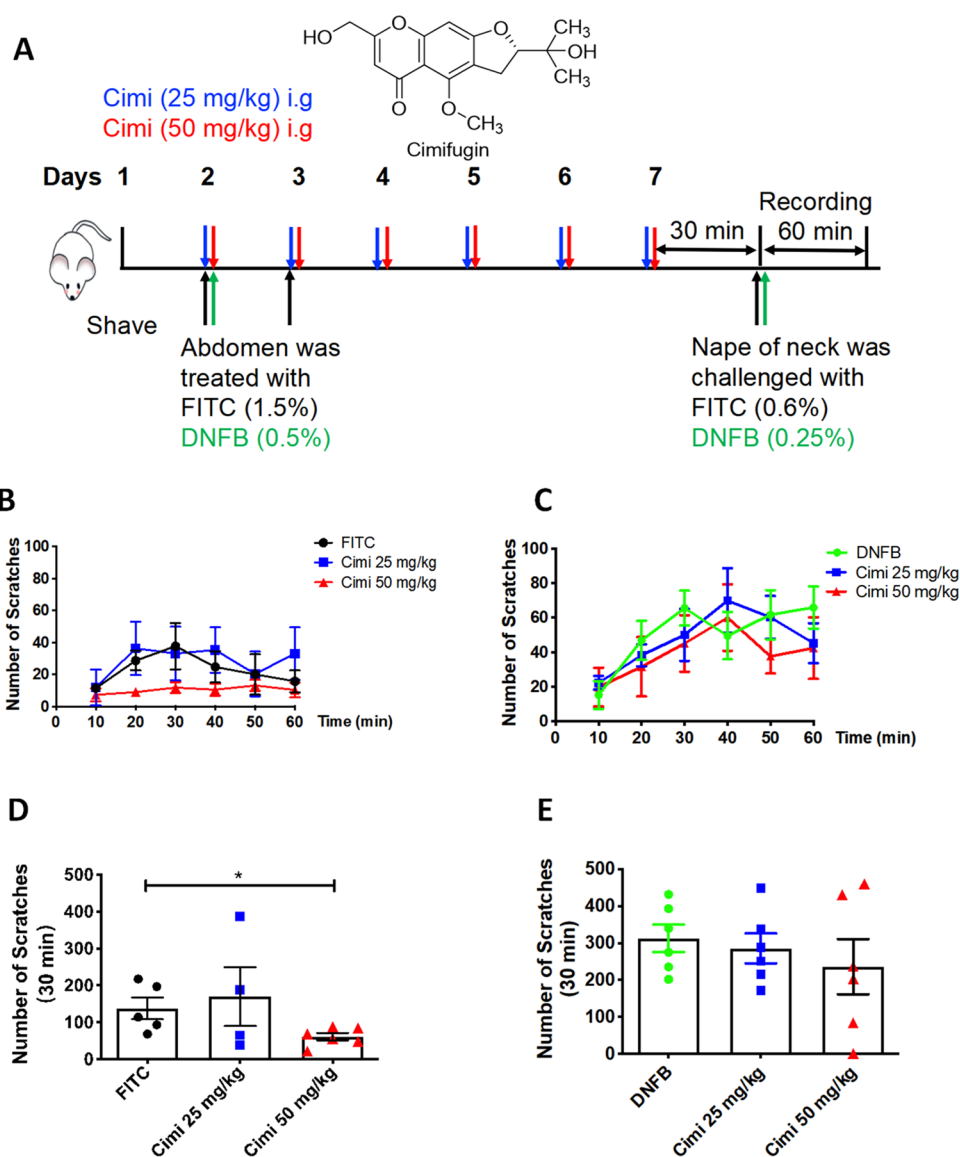 A
HO
O
O
O
O
CH3
CH3
OH
CH3
Cimifugin
Cimi (25 mg/kg) i.g
Cimi (50 mg/kg) i.g
Days 1 2 3 4 5 6 7
Recording
30 min 60 min
Shave
Abdomen was
treated with
FITC (1.5%)
DNFB (0.5%)
Nape of neck was
challenged with
FITC (0.6%)
DNFB (0.25%)
B
Number of Scratches
100
80
60
40
20
0
0 10 20 30 40 50 60 Time (min)
FITC
Cimi 25 mg/kg
Cimi 50 mg/kg
C
Number of Scratches
100
80
60
40
20
0
0 10 20 30 40 50 60 Time (min)
DNFB
Cimi 25 mg/kg
Cimi 50 mg/kg
D
Number of Scratches
(30 min)
500
400
300
200
100
0
*
FITC
Cimi 25 mg/kg
Cimi 50 mg/kg
E
Number of Scratches
(30 min)
500
400
300
200
100
0
DNFB
Cimi 25 mg/kg
Cimi 50 mg/kg